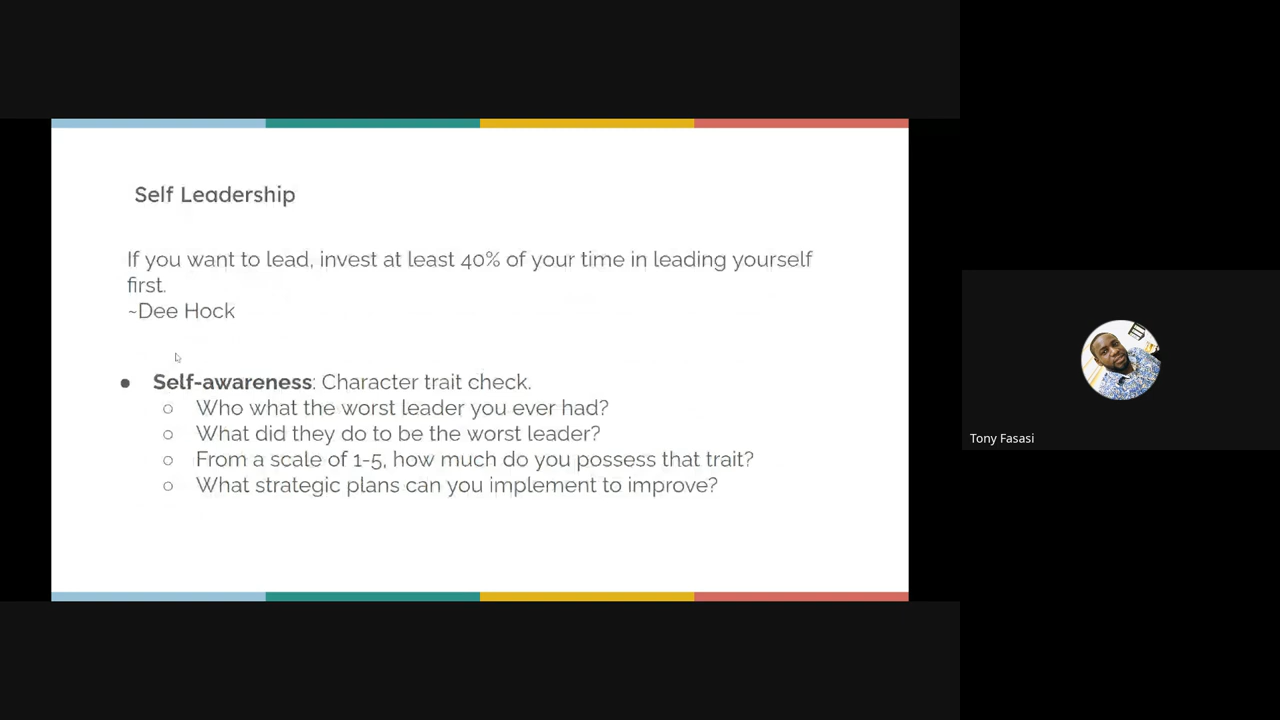 Self Leadership
If you want to lead, invest at least 40% of your time in leading yourself
first.
~Dee Hock
● Self-awareness: Character trait check.
○ Who what the worst leader you ever had?
○ What did they do to be the worst leader?
○ From a scale of 1-5, how much do you possess that trait?
○ What strategic plans can you implement to improve?
Tony Fasasi